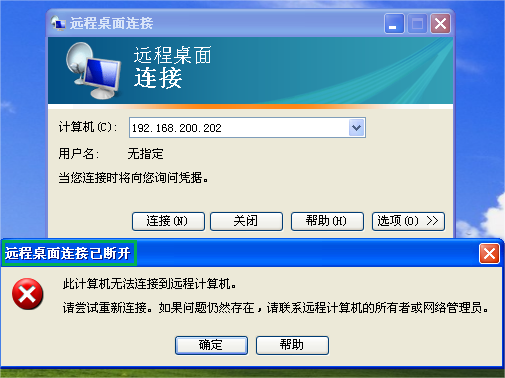 远程桌面连接
远程桌面
连接
计算机(C):
192.168.200.202
用户名:
无指定
当您连接时将向您询问凭据。
连接(N)
关闭
帮助(H)
选项(O) >>
远程桌面连接已断开
此计算机无法连接到远程计算机。
请尝试重新连接。如果问题仍然存在，请联系远程计算机的所有者或网络管理员。
确定
帮助